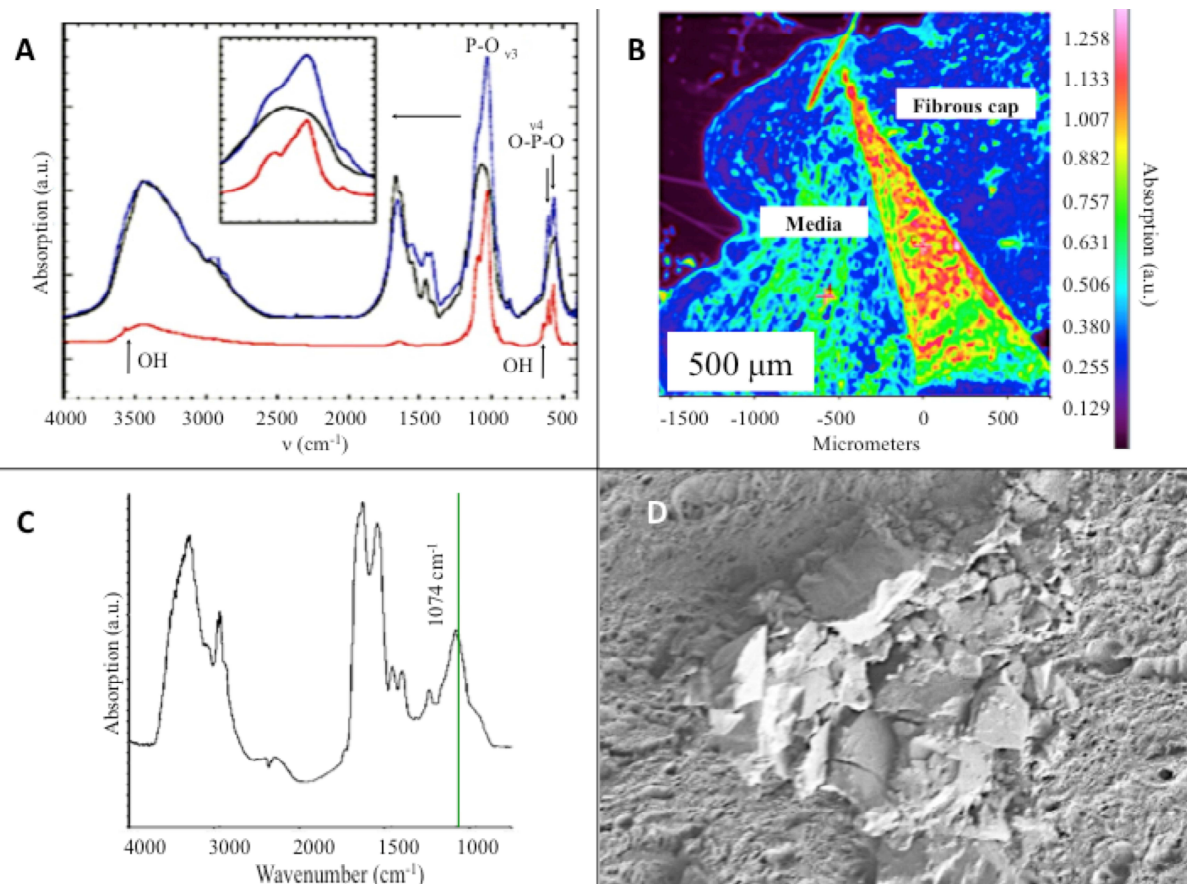 A
P-O v3
v4
O-P-O
OH
OH
Absorption (a.u.)
4000 3500 3000 2500 2000 1500 1000 500
ν (cm-1)
B
Fibrous cap
Media
500 μm
-1500 -1000 -500 0 500
Micrometers
1.258
1.133
1.007
0.882
0.757
0.631
0.506
0.380
0.255
0.129
Absorption (a.u.)
C
1074 cm-1
Absorption (a.u.)
4000 3000 2000 1500 1000
Wavenumber (cm-1)
D